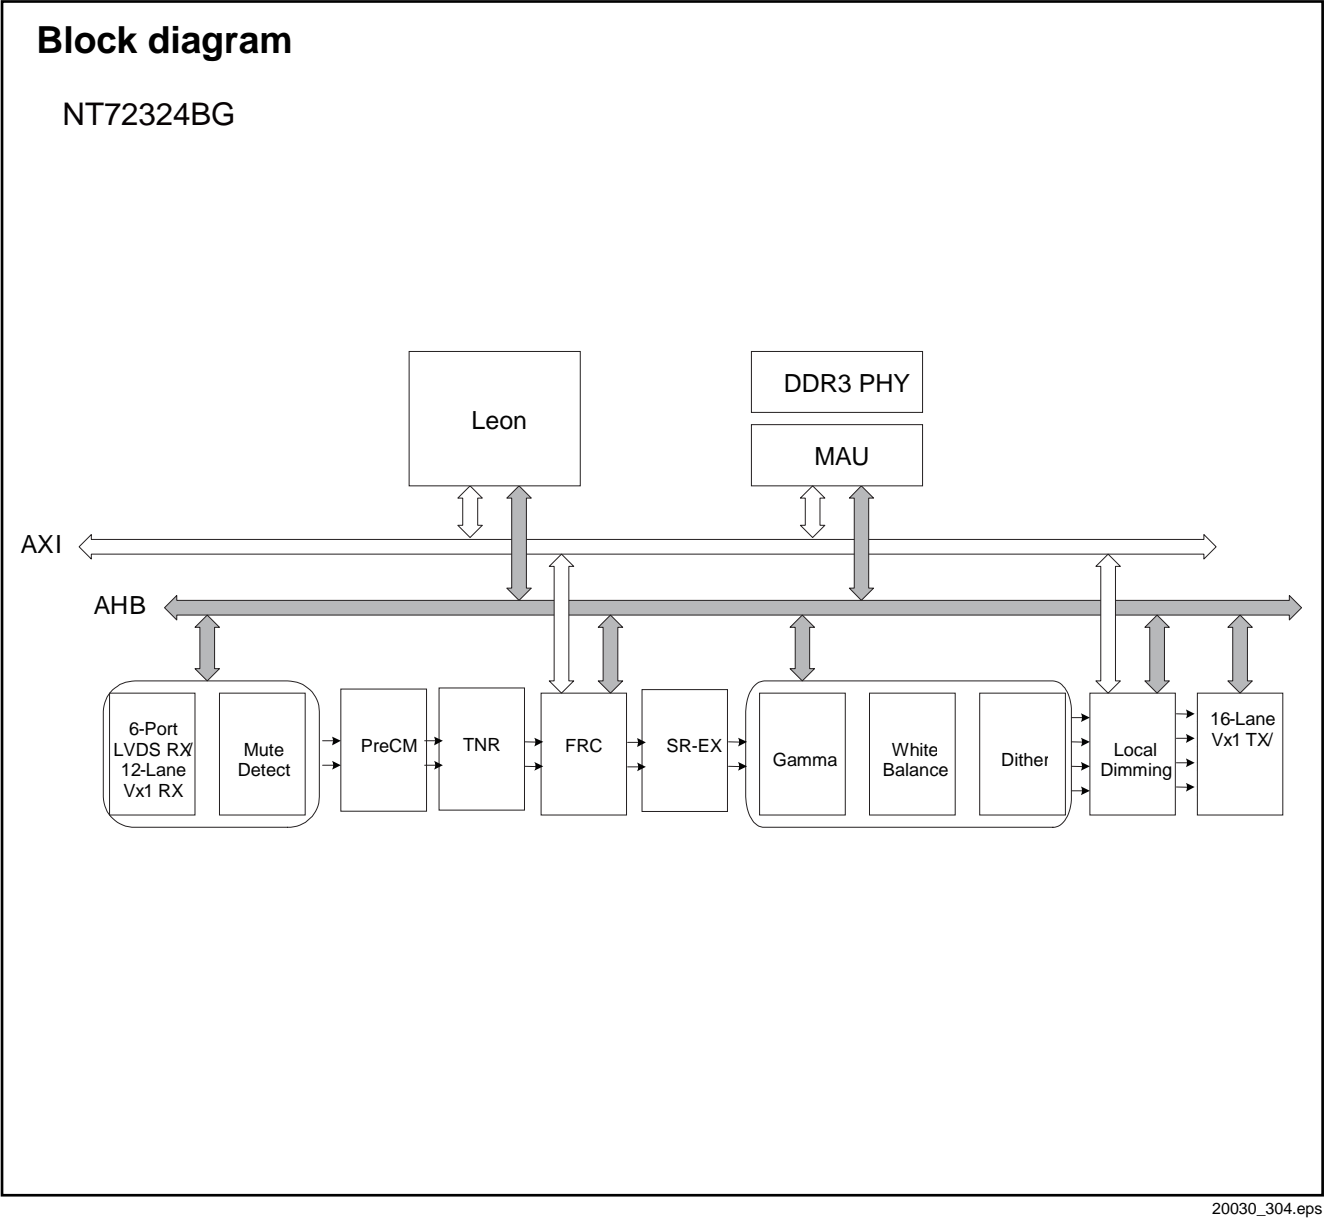 Block diagram
NT72324BG
Leon
DDR3 PHY
MAU
AXI
AHB
6-Port
LVDS RX/
12-Lane
Vx1 RX
Mute
Detect
PreCM
TNR
FRC
SR-EX
Gamma
White
Balance
Dither
Local
Dimming
16-Lane
Vx1 TX/
20030_304.eps